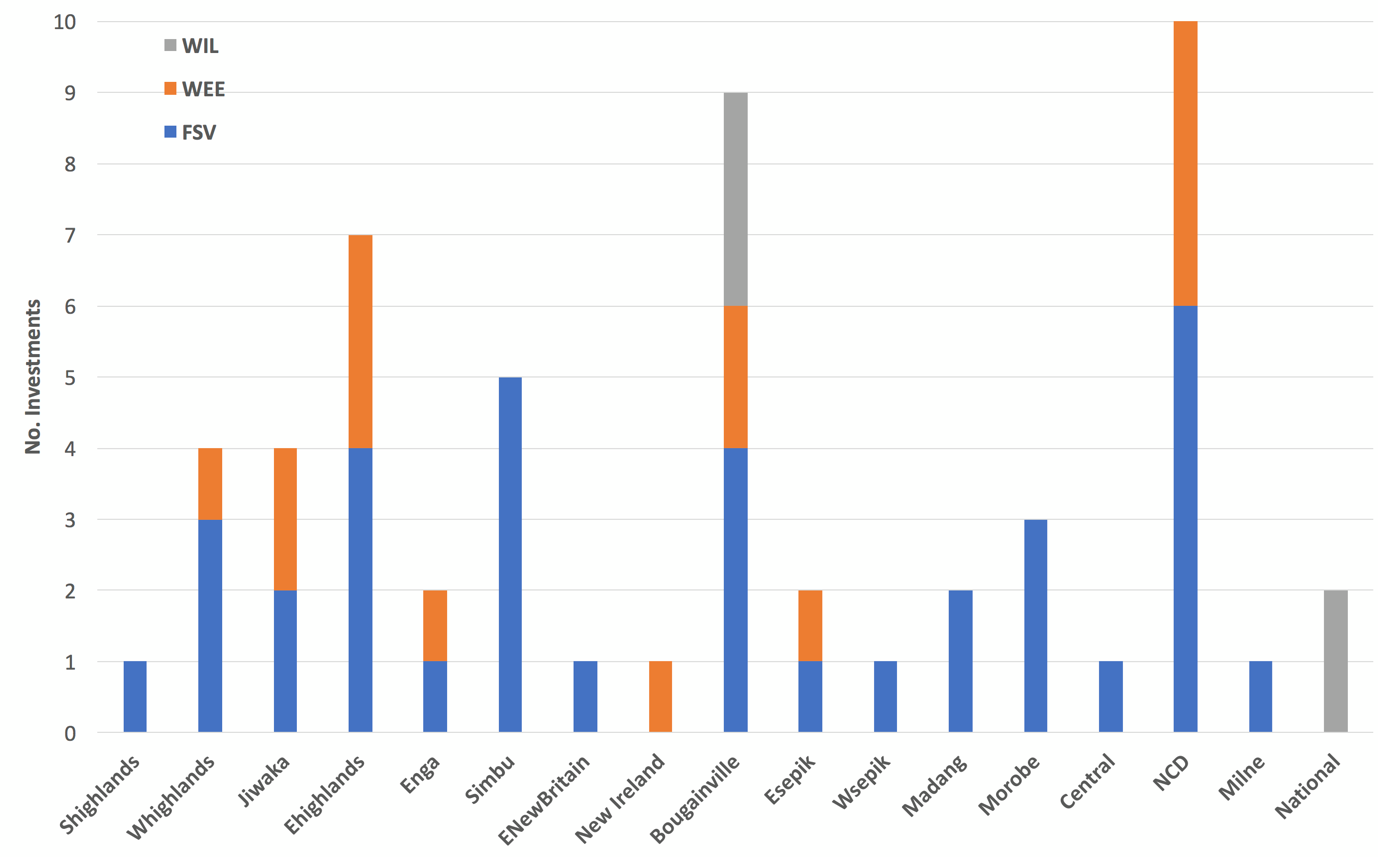 10
9
8
7
6
5
4
3
2
1
0
No. Investments
WIL
WEE
FSV
Shighlands
Whighlands
Jiwaka
Ehighlands
Enga
Simbu
ENewBritain
New Ireland
Bougainville
Esepik
Wsepik
Madang
Morobe
Central
NCD
Milne
National